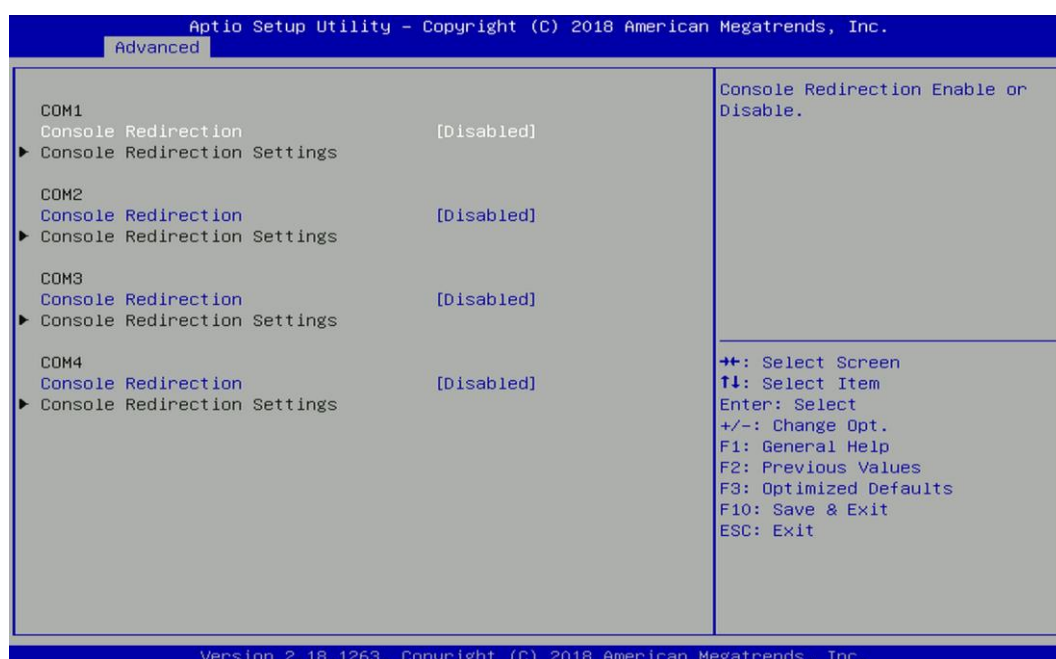 Aptio Setup Utility – Copyright (C) 2018 American Megatrends, Inc.
Advanced
COM1
Console Redirection [Disabled]
► Console Redirection Settings
COM2
Console Redirection [Disabled]
► Console Redirection Settings
COM3
Console Redirection [Disabled]
► Console Redirection Settings
COM4
Console Redirection [Disabled]
► Console Redirection Settings
Console Redirection Enable or
Disable.
→←: Select Screen
↑↓: Select Item
Enter: Select
+/-: Change Opt.
F1: General Help
F2: Previous Values
F3: Optimized Defaults
F10: Save & Exit
ESC: Exit
Version 2.18.1263. Copyright (C) 2018 American Megatrends, Inc.